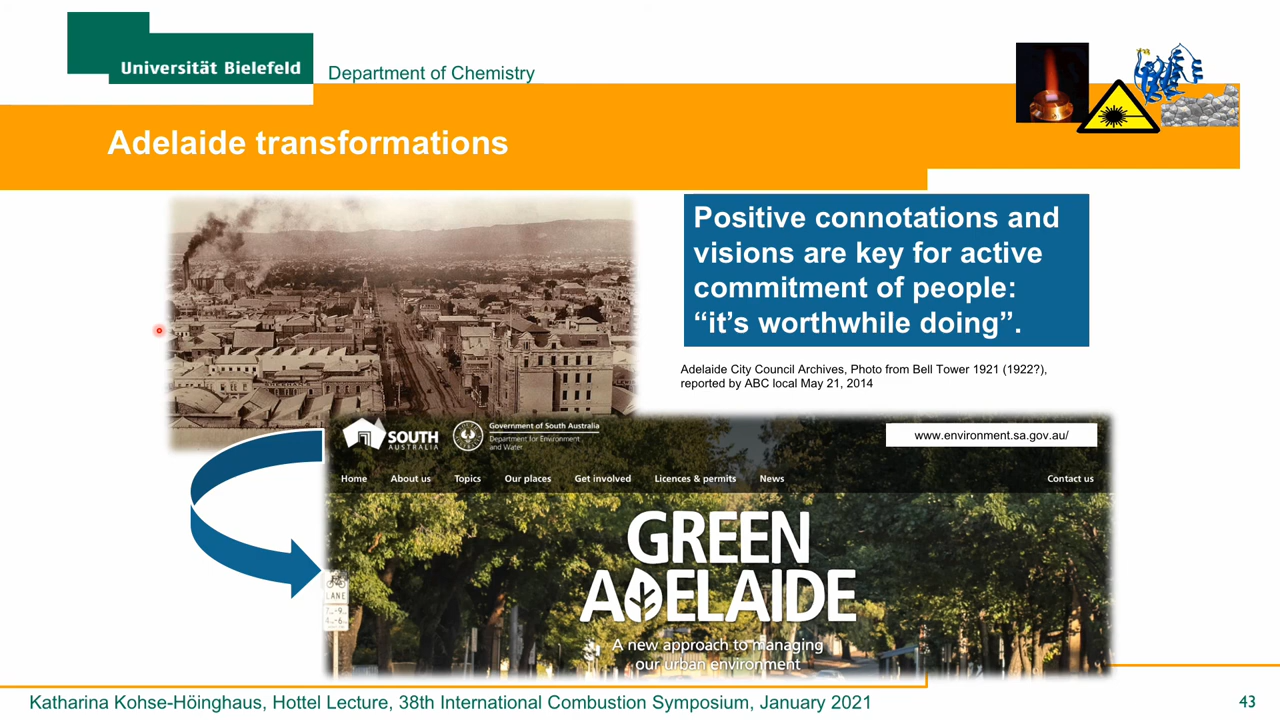 Universität Bielefeld
Department of Chemistry
Adelaide transformations
Positive connotations and
visions are key for active
commitment of people:
“it’s worthwhile doing”.
Adelaide City Council Archives, Photo from Bell Tower 1921 (1922?),
reported by ABC local May 21, 2014
SOUTH
AUSTRALIA
Government of South Australia
Department for Environment
and Water
www.environment.sa.gov.au/
Home About us Topics Our places Get involved Licences & permits News Contact us
GREEN
ADELAIDE
A new approach to managing
our urban environment
LANE
Katharina Kohse-Höinghaus, Hottel Lecture, 38th International Combustion Symposium, January 2021
43